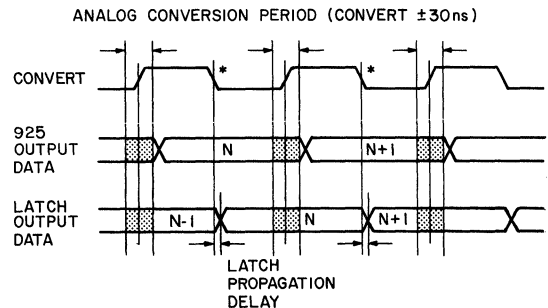 ANALOG CONVERSION PERIOD (CONVERT ±30ns)
CONVERT
*
*
925
OUTPUT
DATA
N
N+1
LATCH
OUTPUT
DATA
N-1
N
N+1
LATCH
PROPAGATION
DELAY